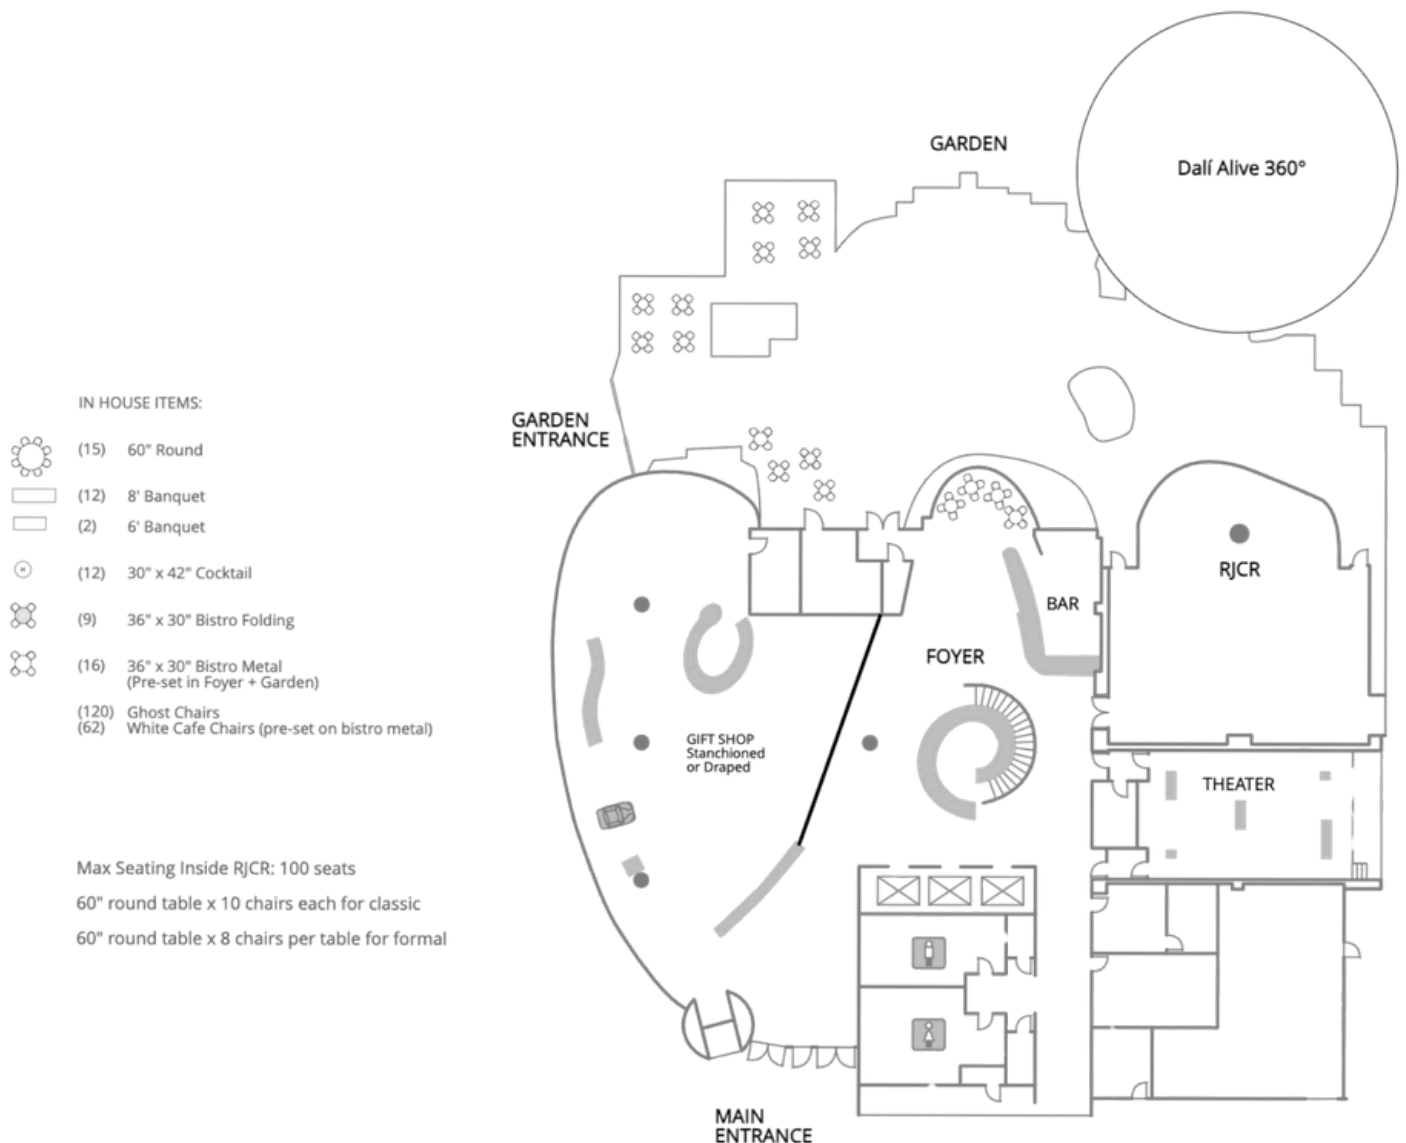 GARDEN
Dalí Alive 360°
GARDEN
ENTRANCE
IN HOUSE ITEMS:
(15) 60" Round
(12) 8' Banquet
(2) 6' Banquet
(12) 30" x 42" Cocktail
(9) 36" x 30" Bistro Folding
(16) 36" x 30" Bistro Metal
(Pre-set in Foyer + Garden)
(120) Ghost Chairs
(62) White Cafe Chairs (pre-set on bistro metal)
Max Seating Inside RJCR: 100 seats
60" round table x 10 chairs each for classic
60" round table x 8 chairs per table for formal
RJCR
BAR
FOYER
GIFT SHOP
Stanchioned
or Draped
THEATER
MAIN
ENTRANCE